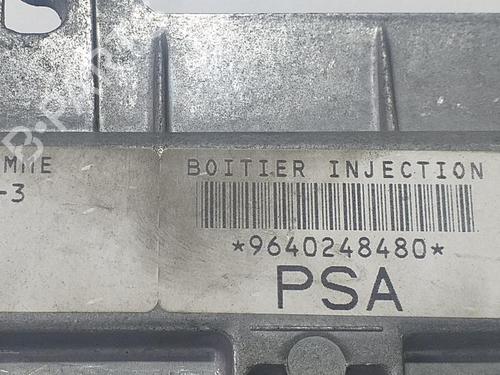 MME
-3
BOITIER INJECTION
*9640248480*
PSA